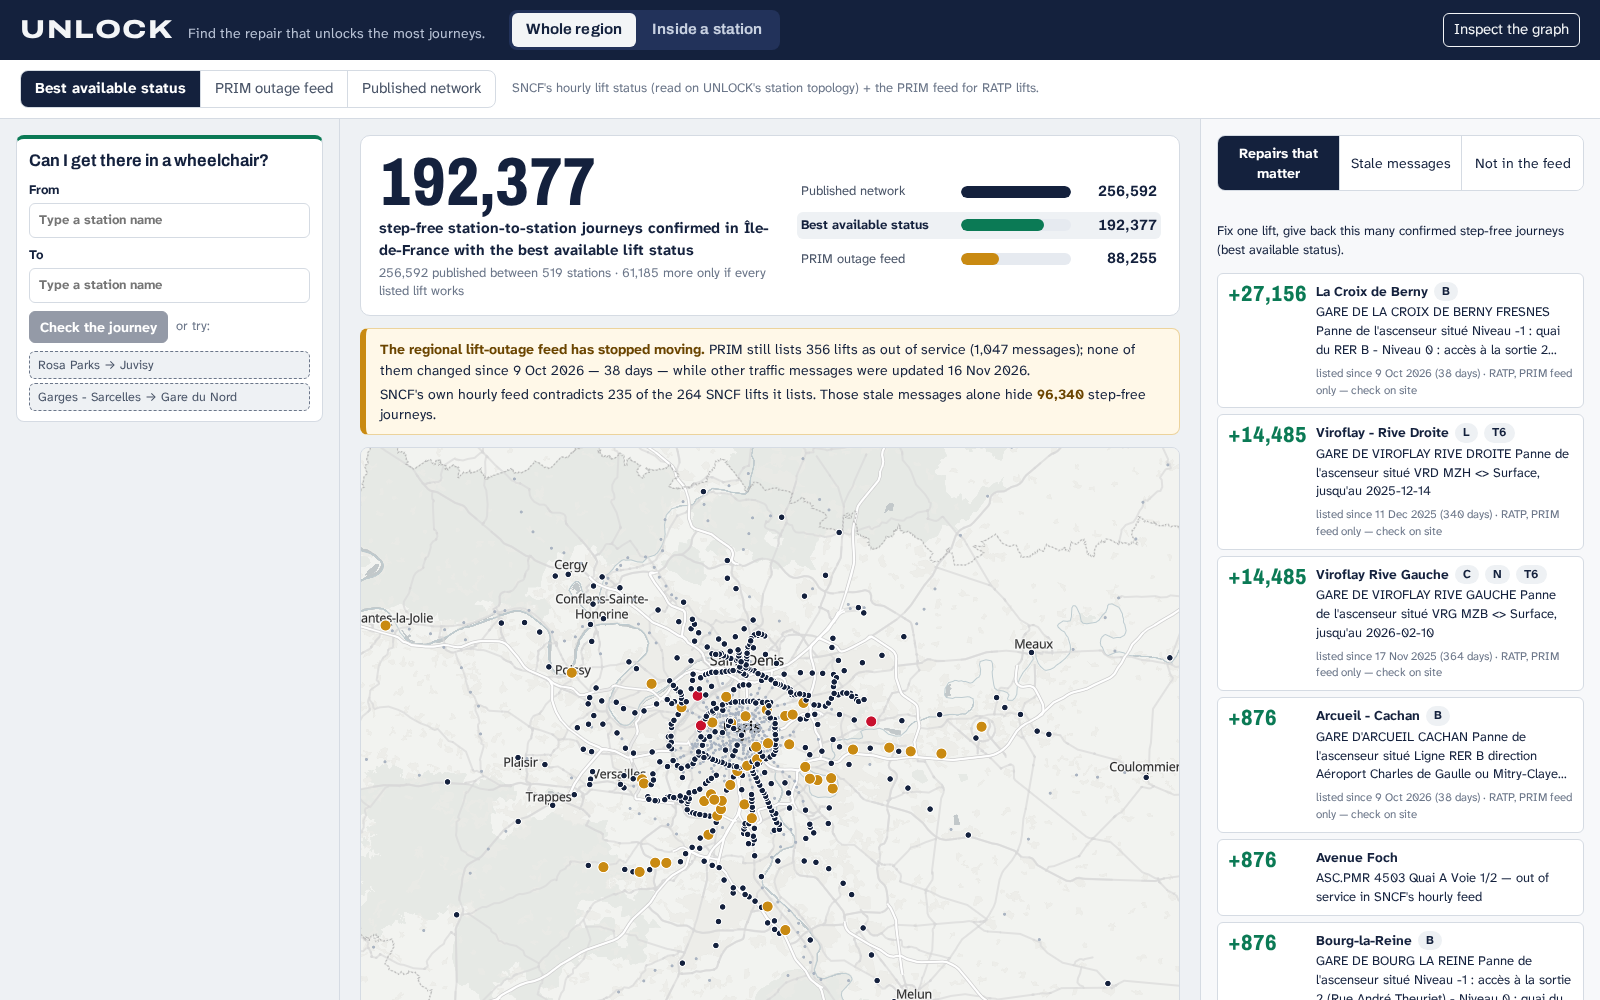 UNLOCK
Find the repair that unlocks the most journeys.
Whole region
Inside a station
Inspect the graph
Best available status
PRIM outage feed
Published network
SNCF's hourly lift status (read on UNLOCK's station topology) + the PRIM feed for RATP lifts.
Can I get there in a wheelchair?
From
Type a station name
To
Type a station name
Check the journey
or try:
Rosa Parks → Juvisy
Garges - Sarcelles → Gare du Nord
192,377
step-free station-to-station journeys confirmed in Île-
de-France with the best available lift status
256,592 published between 519 stations · 61,185 more only if every
listed lift works
Published network
256,592
Best available status
192,377
PRIM outage feed
88,255
The regional lift-outage feed has stopped moving. PRIM still lists 356 lifts as out of service (1,047 messages); none of
them changed since 9 Oct 2026 — 38 days — while other traffic messages were updated 16 Nov 2026.
SNCF's own hourly feed contradicts 235 of the 264 SNCF lifts it lists. Those stale messages alone hide 96,340 step-free
journeys.
Cergy
Conflans-Sainte-
Honorine
antes-la-Jolie
Poissy
Meaux
Plaisir
Versailles
Trappes
Coulommier
Melun
Repairs that
matter
Stale messages
Not in the feed
Fix one lift, give back this many confirmed step-free journeys
(best available status).
+27,156
La Croix de Berny B
GARE DE LA CROIX DE BERNY FRESNES
Panne de l'ascenseur situé Niveau -1 : quai
du RER B - Niveau 0 : accès à la sortie 2...
listed since 9 Oct 2026 (38 days) · RATP, PRIM feed
only — check on site
+14,485
Viroflay - Rive Droite L T6
GARE DE VIROFLAY RIVE DROITE Panne de
l'ascenseur situé VRD MZH <> Surface,
jusqu'au 2025-12-14
listed since 11 Dec 2025 (340 days) · RATP, PRIM
feed only — check on site
+14,485
Viroflay Rive Gauche C N T6
GARE DE VIROFLAY RIVE GAUCHE Panne
de l'ascenseur situé VRG MZB <> Surface,
jusqu'au 2026-02-10
listed since 17 Nov 2025 (364 days) · RATP, PRIM
feed only — check on site
+876
Arcueil - Cachan B
GARE D'ARCUEIL CACHAN Panne de
l'ascenseur situé Ligne RER B direction
Aéroport Charles de Gaulle ou Mitry-Claye...
listed since 9 Oct 2026 (38 days) · RATP, PRIM feed
only — check on site
+876
Avenue Foch
ASC.PMR 4503 Quai A Voie 1/2 — out of
service in SNCF's hourly feed
+876
Bourg-la-Reine B
GARE DE BOURG LA REINE Panne de
l'ascenseur situé Niveau -1 : accès à la sortie
2 (Rue André Theuriet) - Niveau 0 : quai du